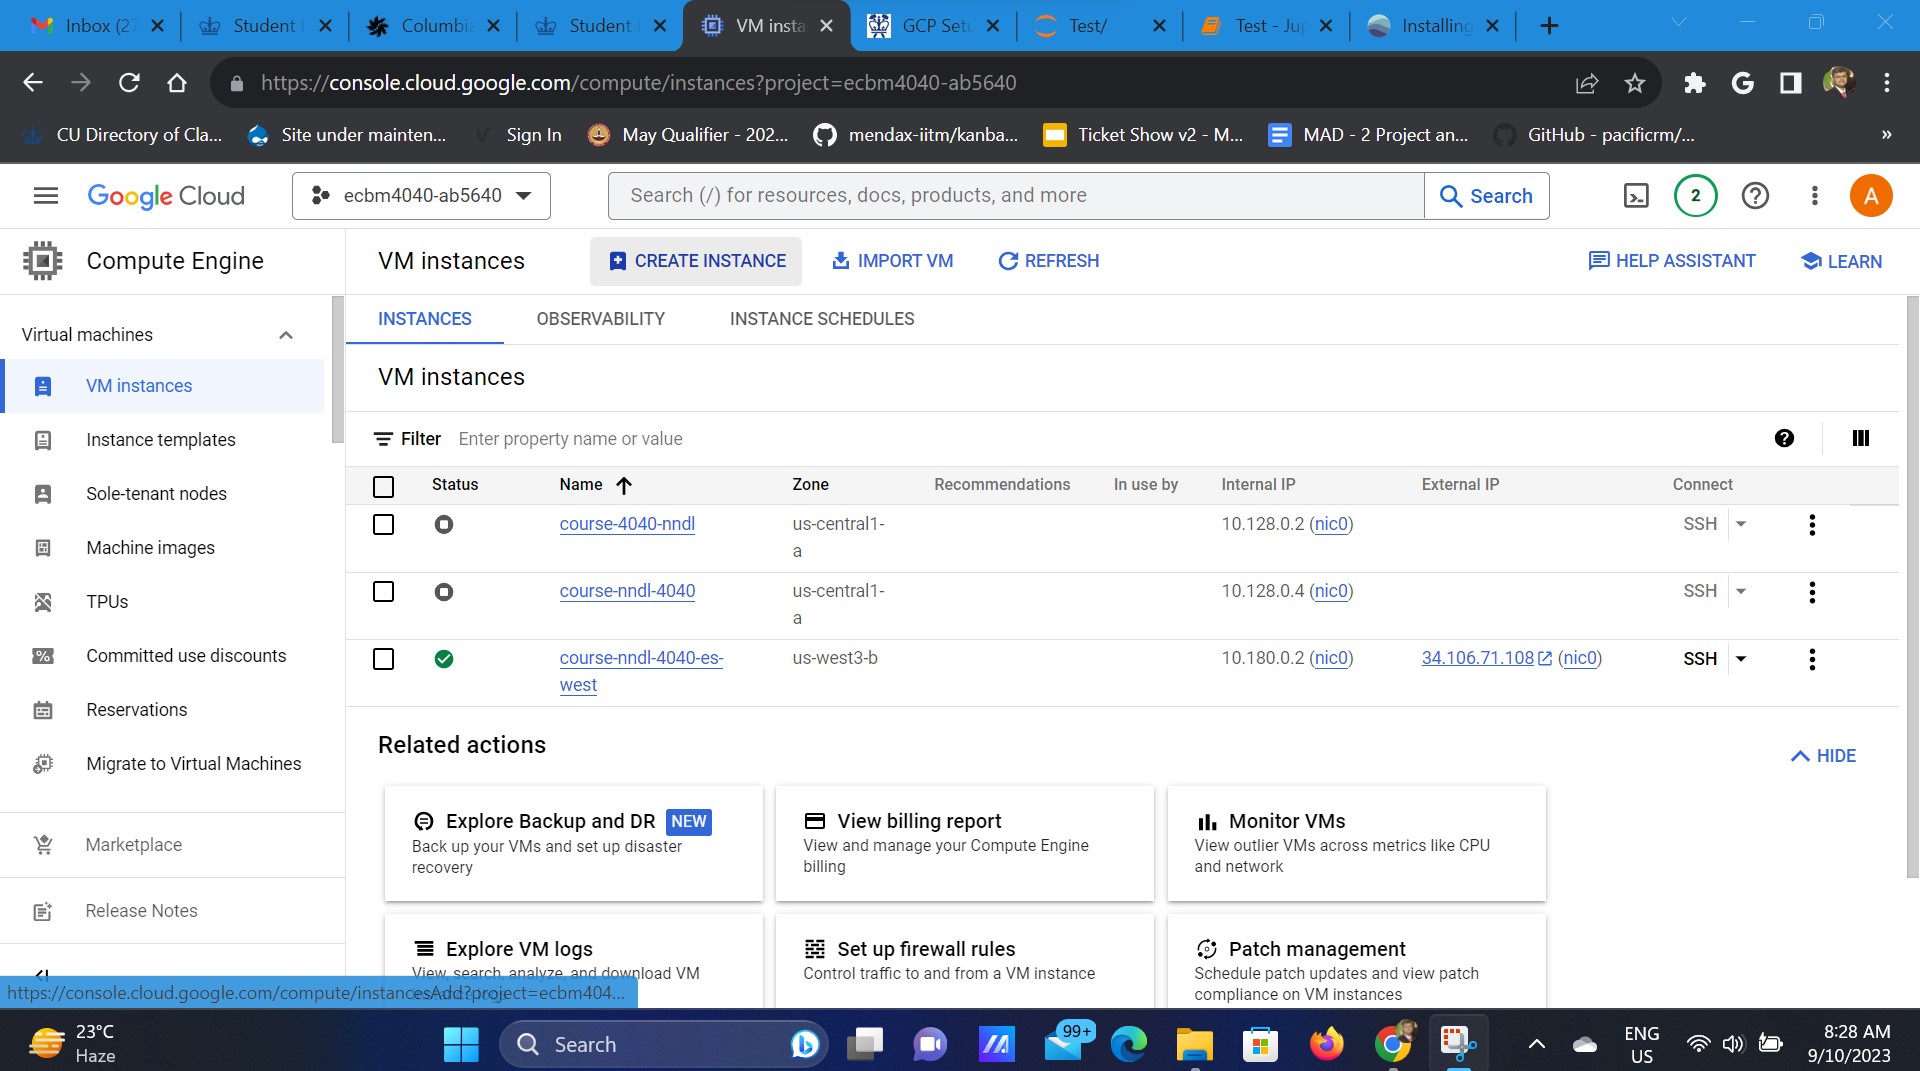 Inbox (27
Student
Columbia
Student
VM insta
GCP Setu
Test/
Test - Jup
Installing
https://console.cloud.google.com/compute/instances?project=ecbm4040-ab5640
CU Directory of Cla...
Site under mainten...
Sign In
May Qualifier - 202...
mendax-iitm/kanba...
Ticket Show v2 - M...
MAD - 2 Project an...
GitHub - pacificrm/...
»
Google Cloud
ecbm4040-ab5640
Search (/) for resources, docs, products, and more
Search
2
A
Compute Engine
VM instances
CREATE INSTANCE
IMPORT VM
REFRESH
HELP ASSISTANT
LEARN
Virtual machines
VM instances
Instance templates
Sole-tenant nodes
Machine images
TPUs
Committed use discounts
Reservations
Migrate to Virtual Machines
Marketplace
Release Notes
INSTANCES
OBSERVABILITY
INSTANCE SCHEDULES
VM instances
Filter Enter property name or value
Status Name Zone Recommendations In use by Internal IP External IP Connect
course-4040-nndl us-central1- 10.128.0.2 (nic0) SSH
a
course-nndl-4040 us-central1- 10.128.0.4 (nic0) SSH
a
course-nndl-4040-es- us-west3-b 10.180.0.2 (nic0) 34.106.71.108 (nic0) SSH
west
Related actions
HIDE
Explore Backup and DR NEW
Back up your VMs and set up disaster
recovery
View billing report
View and manage your Compute Engine
billing
Monitor VMs
View outlier VMs across metrics like CPU
and network
Explore VM logs
View, search, analyze, and download VM
Set up firewall rules
Control traffic to and from a VM instance
Patch management
Schedule patch updates and view patch
compliance on VM instances
https://console.cloud.google.com/compute/instancesAdd?project=ecbm404...
23°C
Haze
Search
99+
ENG
US
8:28 AM
9/10/2023